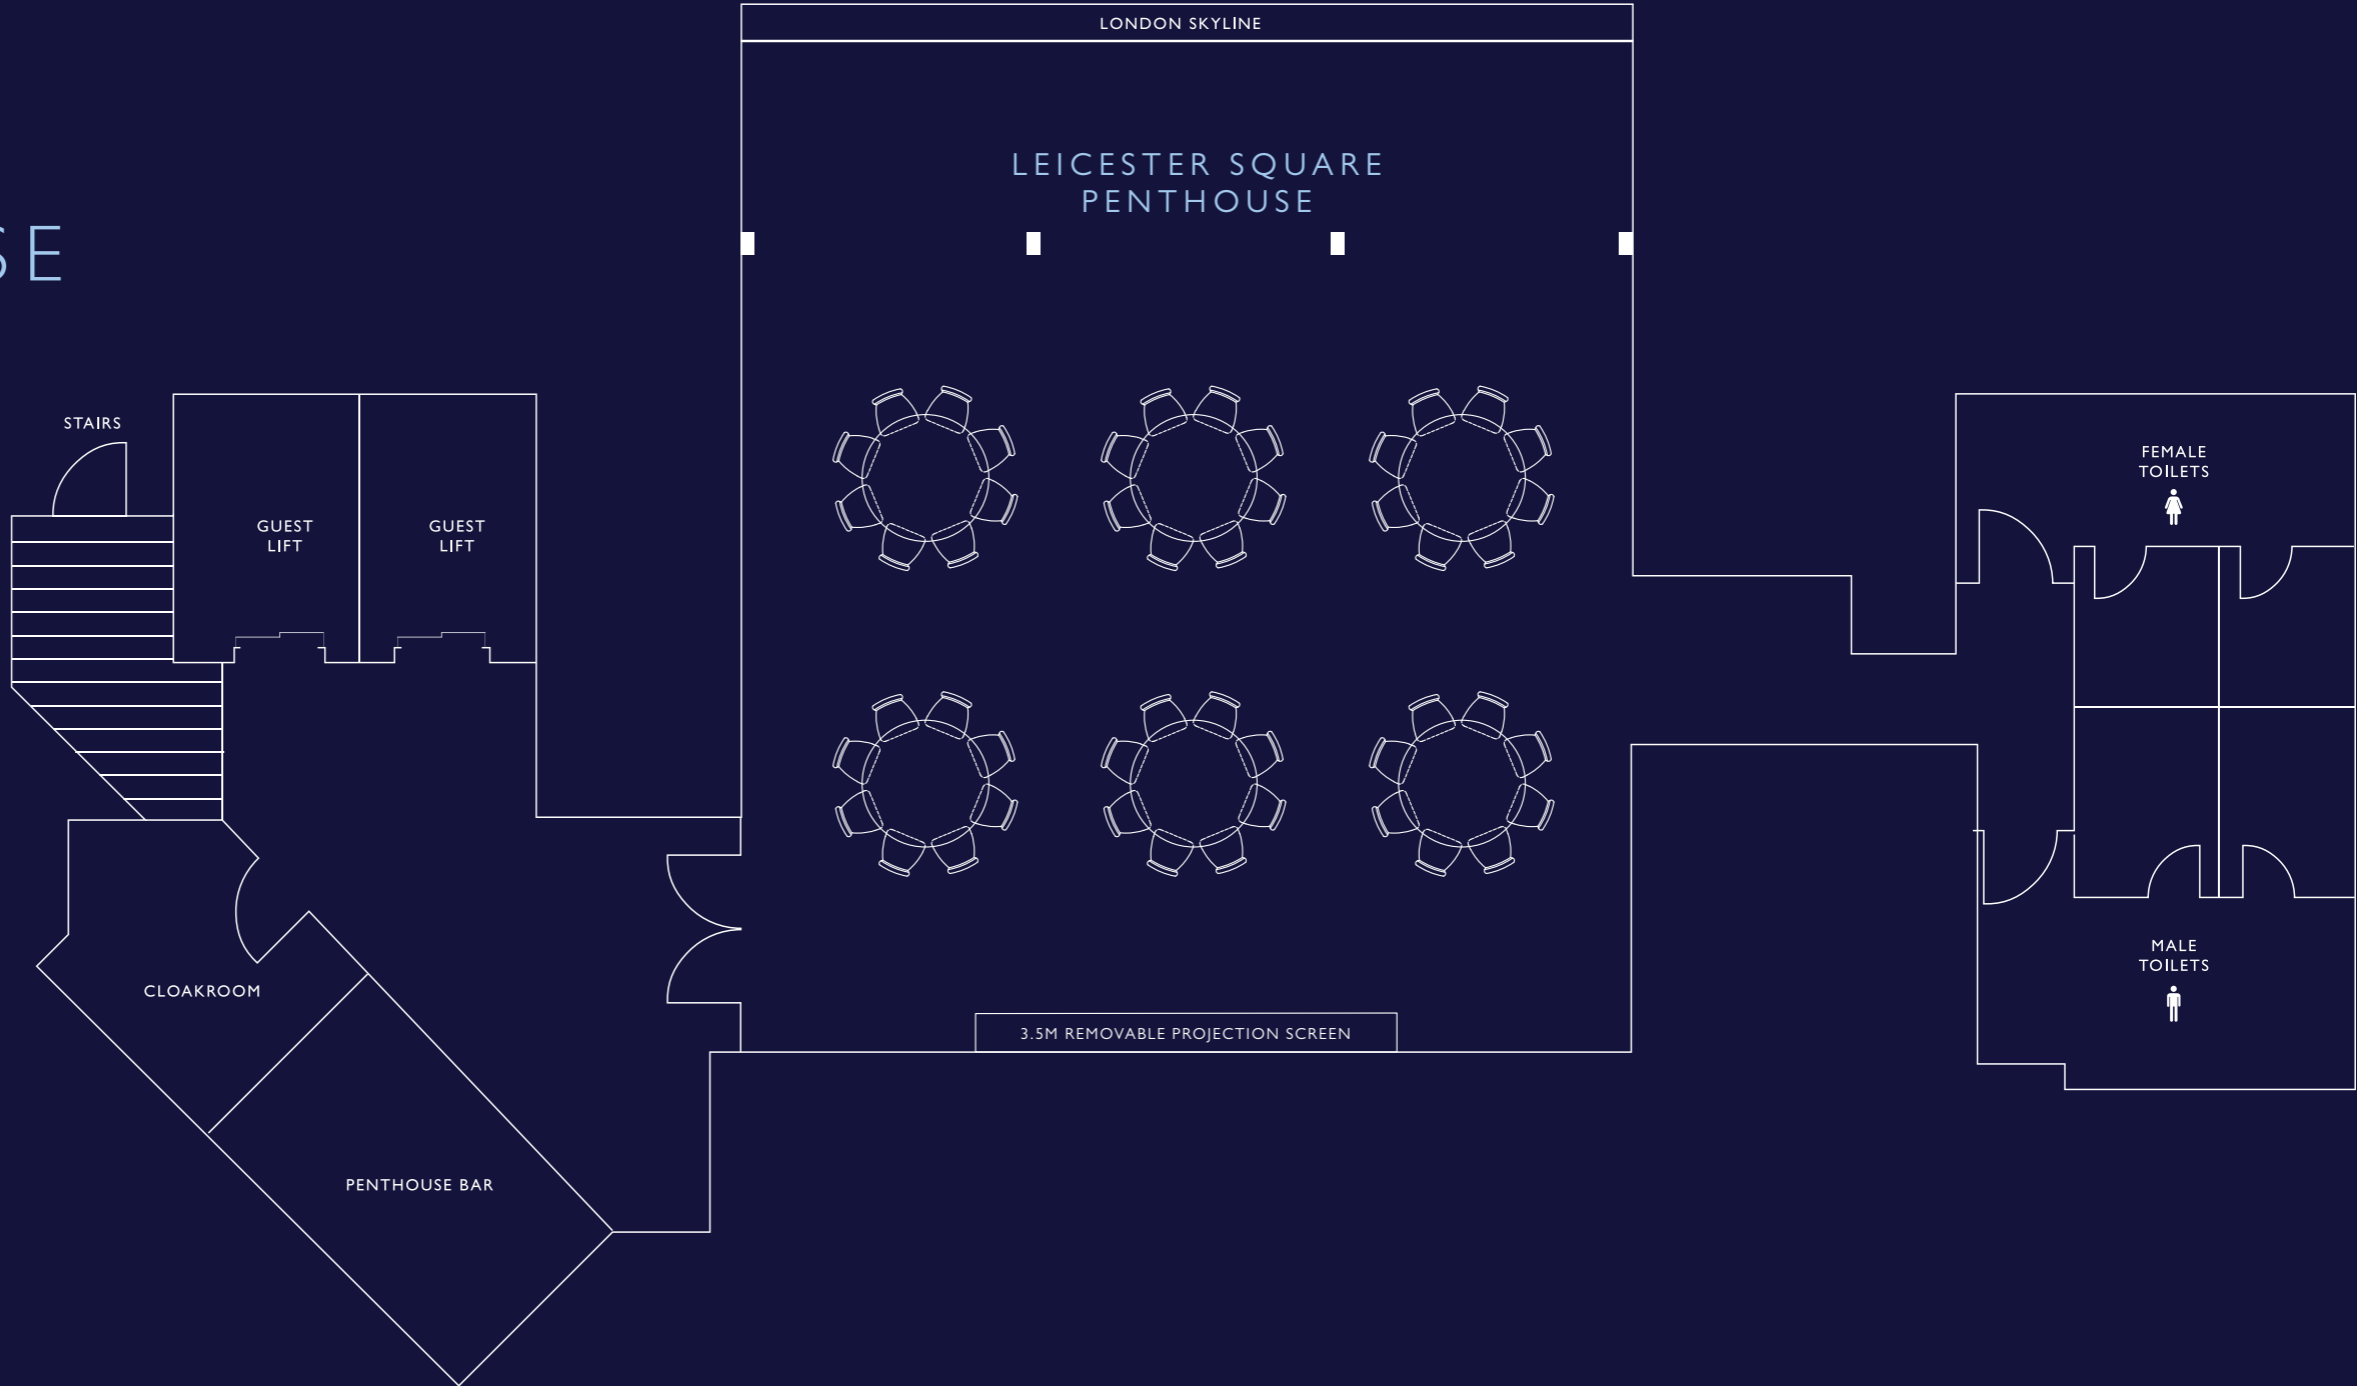 LONDON SKYLINE
LEICESTER SQUARE
PENTHOUSE
SE
STAIRS
GUEST
LIFT
GUEST
LIFT
FEMALE
TOILETS
CLOAKROOM
PENTHOUSE BAR
3.5M REMOVABLE PROJECTION SCREEN
MALE
TOILETS